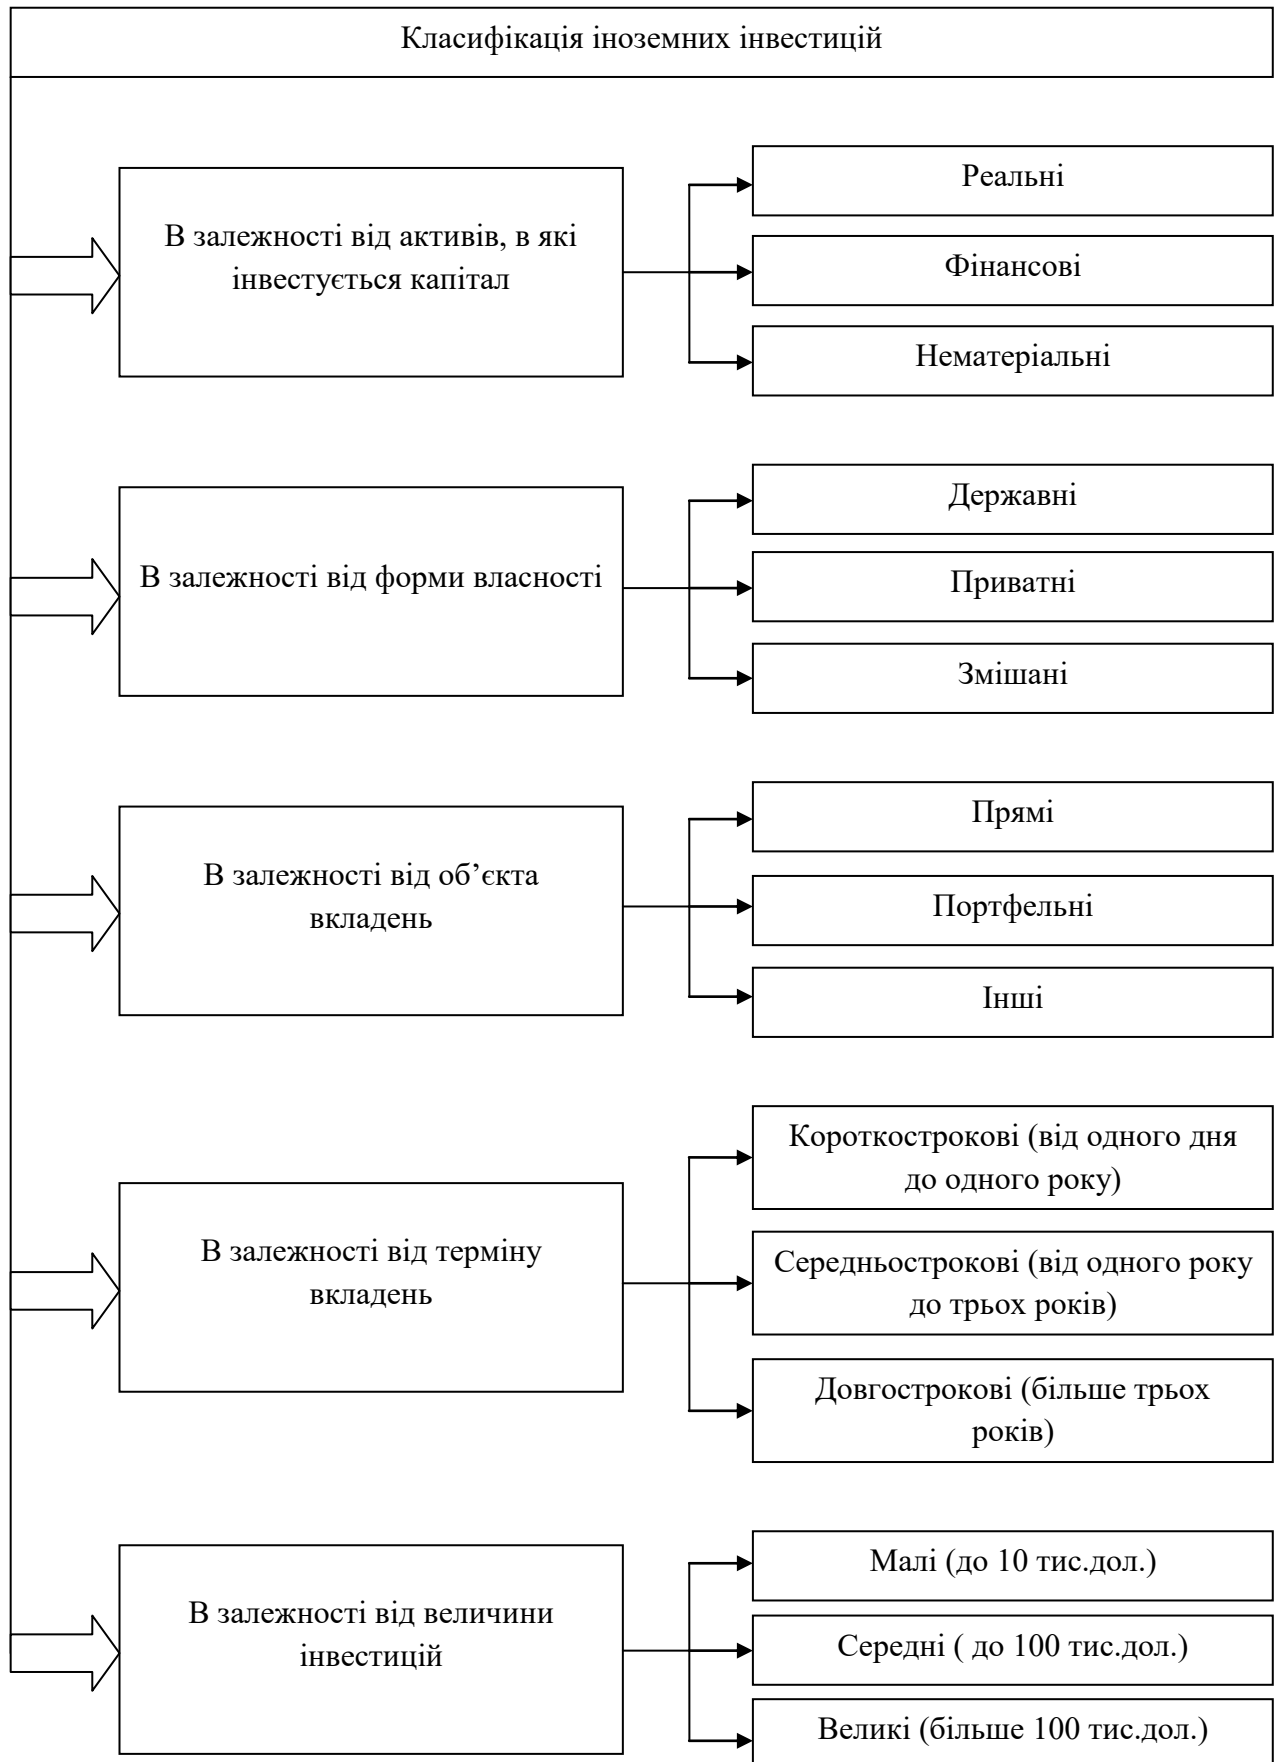 Класифікація іноземних інвестицій
В залежності від активів, в які
інвестується капітал
Реальні
Фінансові
Нематеріальні
В залежності від форми власності
Державні
Приватні
Змішані
В залежності від об’єкта
вкладень
Прямі
Портфельні
Інші
В залежності від терміну
вкладень
Короткострокові (від одного дня
до одного року)
Середньострокові (від одного року
до трьох років)
Довгострокові (більше трьох
років)
В залежності від величини
інвестицій
Малі (до 10 тис.дол.)
Середні ( до 100 тис.дол.)
Великі (більше 100 тис.дол.)